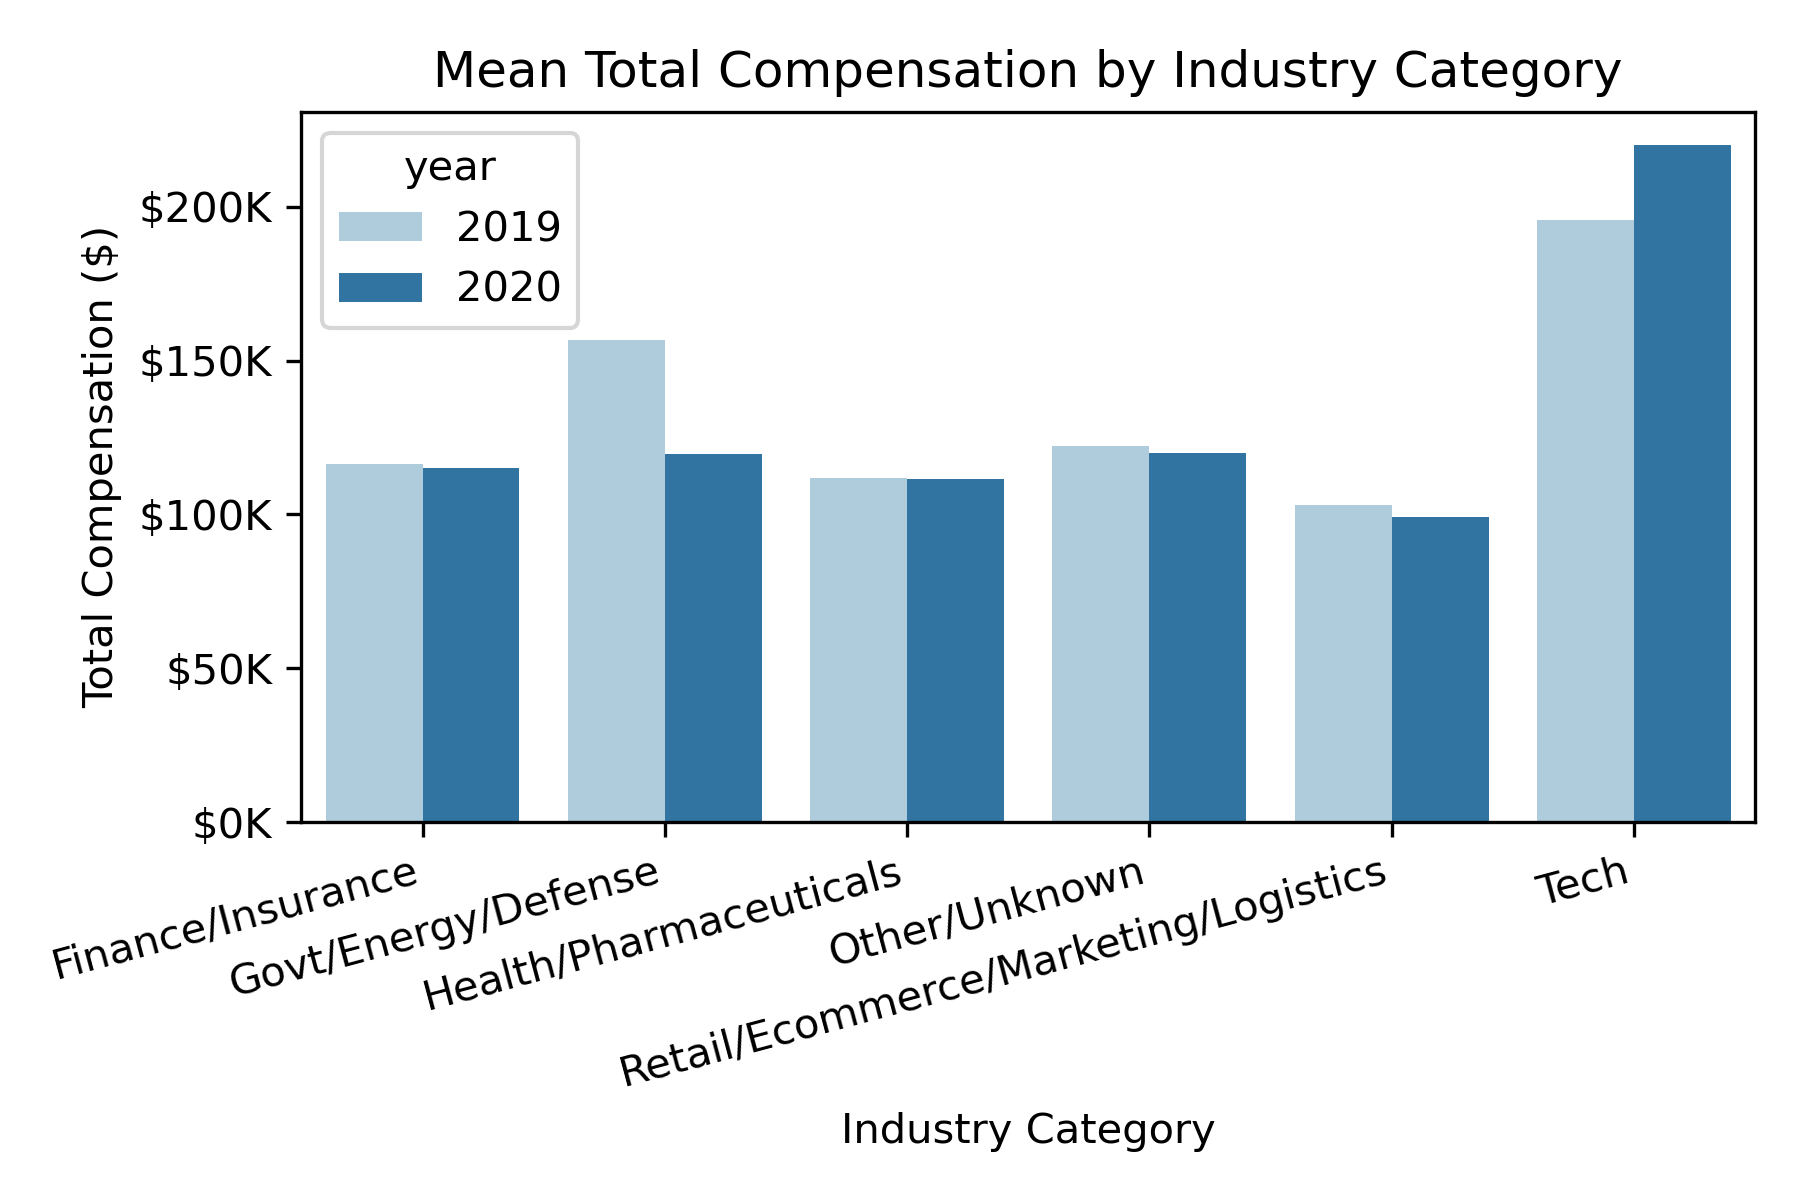 Mean Total Compensation by Industry Category
year
2019
2020
$200K
$150K
$100K
$50K
$0K
Total Compensation ($)
Finance/Insurance
Govt/Energy/Defense
Health/Pharmaceuticals
Other/Unknown
Retail/Ecommerce/Marketing/Logistics
Tech
Industry Category